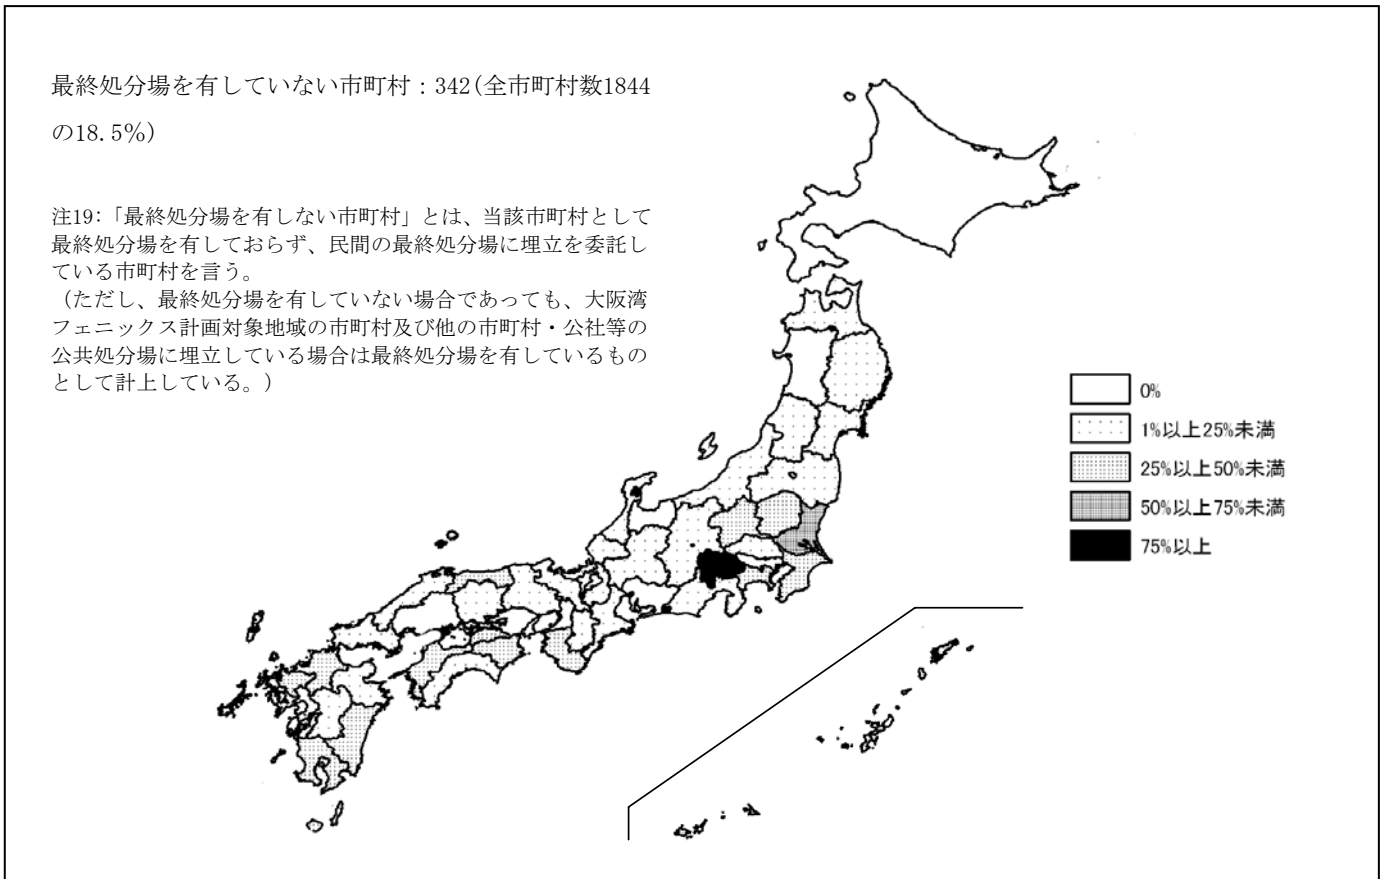 最終処分場を有していない市町村：342(全市町村数1844
の18.5%)
注19:「最終処分場を有しない市町村」とは、当該市町村として
最終処分場を有しておらず、民間の最終処分場に埋立を委託し
ている市町村を言う。
（ただし、最終処分場を有していない場合であっても、大阪湾
フェニックス計画対象地域の市町村及び他の市町村・公社等の
公共処分場に埋立している場合は最終処分場を有しているもの
として計上している。）
0%
1%以上25%未満
25%以上50%未満
50%以上75%未満
75%以上